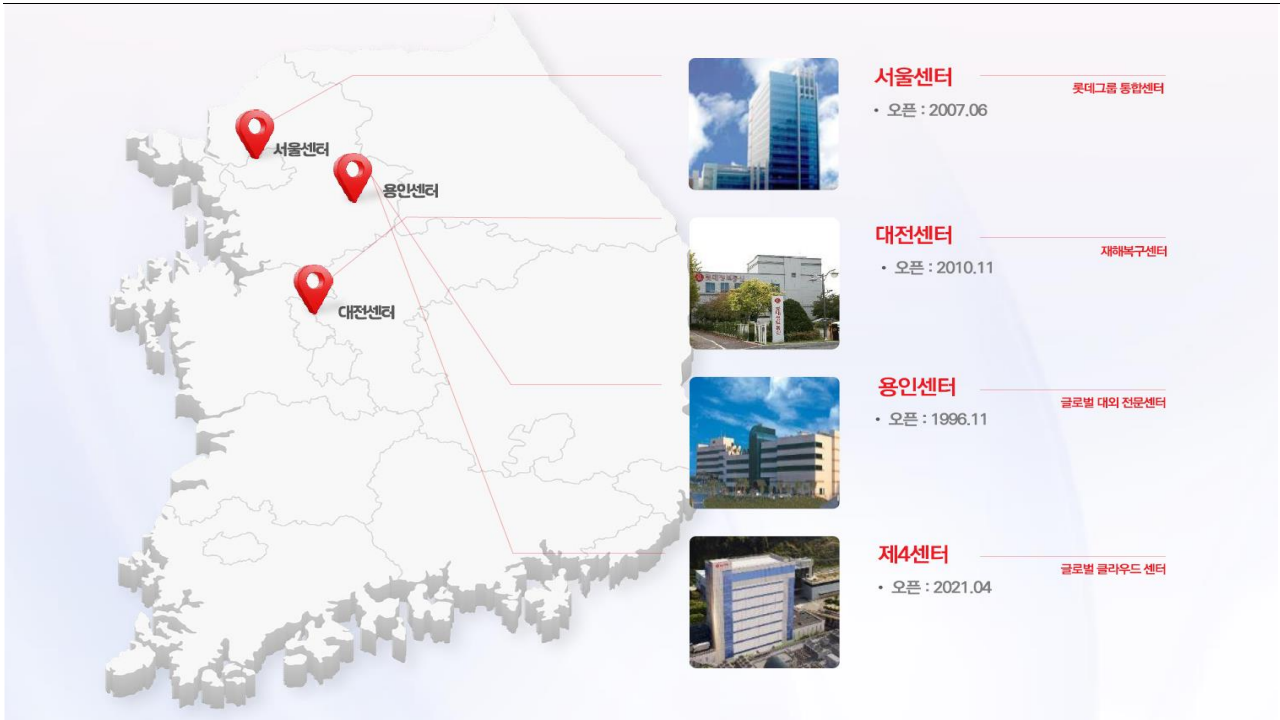 서울센터
용인센터
대전센터
서울센터
롯데그룹 통합센터
• 오픈 : 2007.06
대전센터
재해복구센터
• 오픈 : 2010.11
용인센터
글로벌 대외 전문센터
• 오픈 : 1996.11
제4센터
글로벌 클라우드 센터
• 오픈 : 2021.04